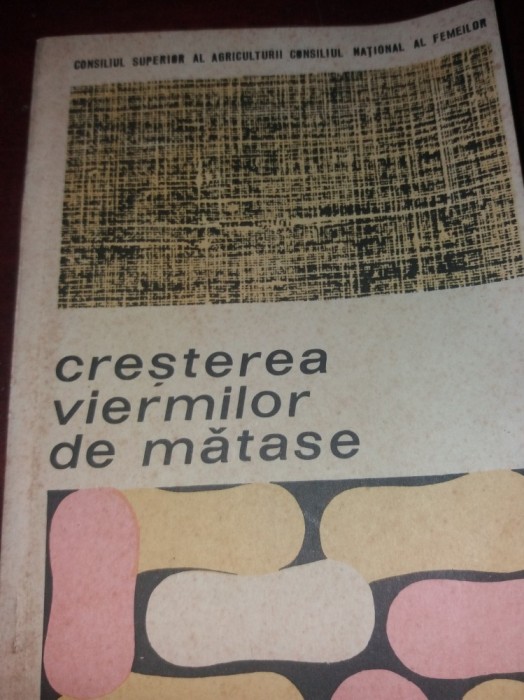 CONSILIUL SUPERIOR AL AGRICULTURII CONSILIUL NAȚIONAL AL FEMEILOR
creșterea
viermilor
de mătase